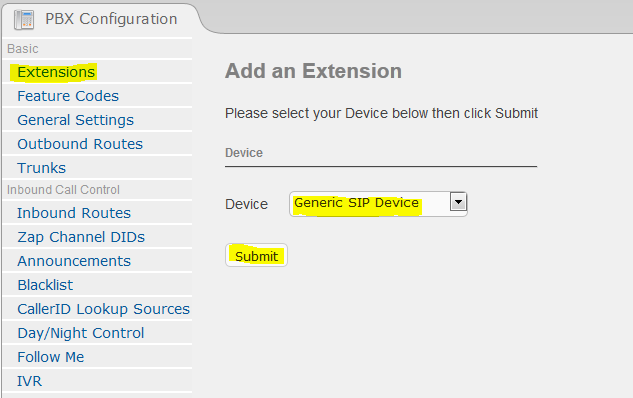 PBX Configuration
Basic
Extensions
Feature Codes
General Settings
Outbound Routes
Trunks
Inbound Call Control
Inbound Routes
Zap Channel DIDs
Announcements
Blacklist
CallerID Lookup Sources
Day/Night Control
Follow Me
IVR
Add an Extension
Please select your Device below then click Submit
Device
Device Generic SIP Device
Submit